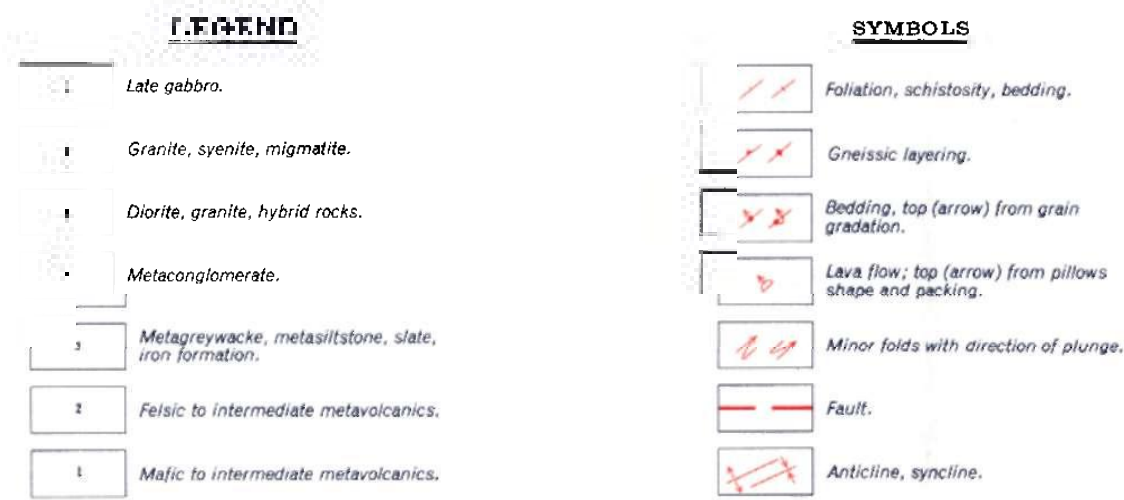 LEGEND
Late gabbro.
Granite, syenite, migmatite.
Diorite, granite, hybrid rocks.
Metaconglomerate.
3 Metagreywacke, metasiltstone, slate,
iron formation.
2 Felsic to intermediate metavolcanics.
1 Mafic to intermediate metavolcanics.
SYMBOLS
Foliation, schistosity, bedding.
Gneissic layering.
Bedding, top (arrow) from grain
gradation.
Lava flow; top (arrow) from pillows
shape and packing.
Minor folds with direction of plunge.
Fault.
Anticline, syncline.